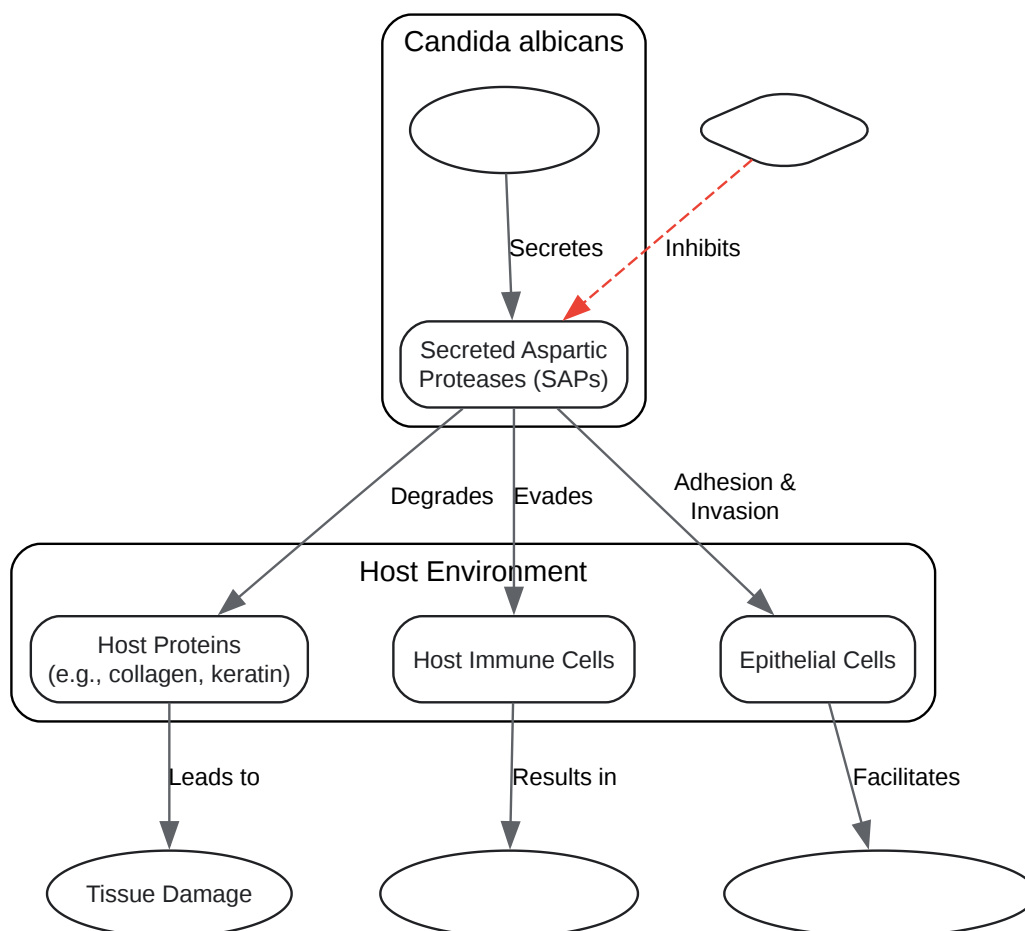 Candida albicans
Secretes
Inhibits
Secreted Aspartic
Proteases (SAPs)
Degrades
Evades
Adhesion &
Invasion
Host Environment
Host Proteins
(e.g., collagen, keratin)
Host Immune Cells
Epithelial Cells
Leads to
Results in
Facilitates
Tissue Damage